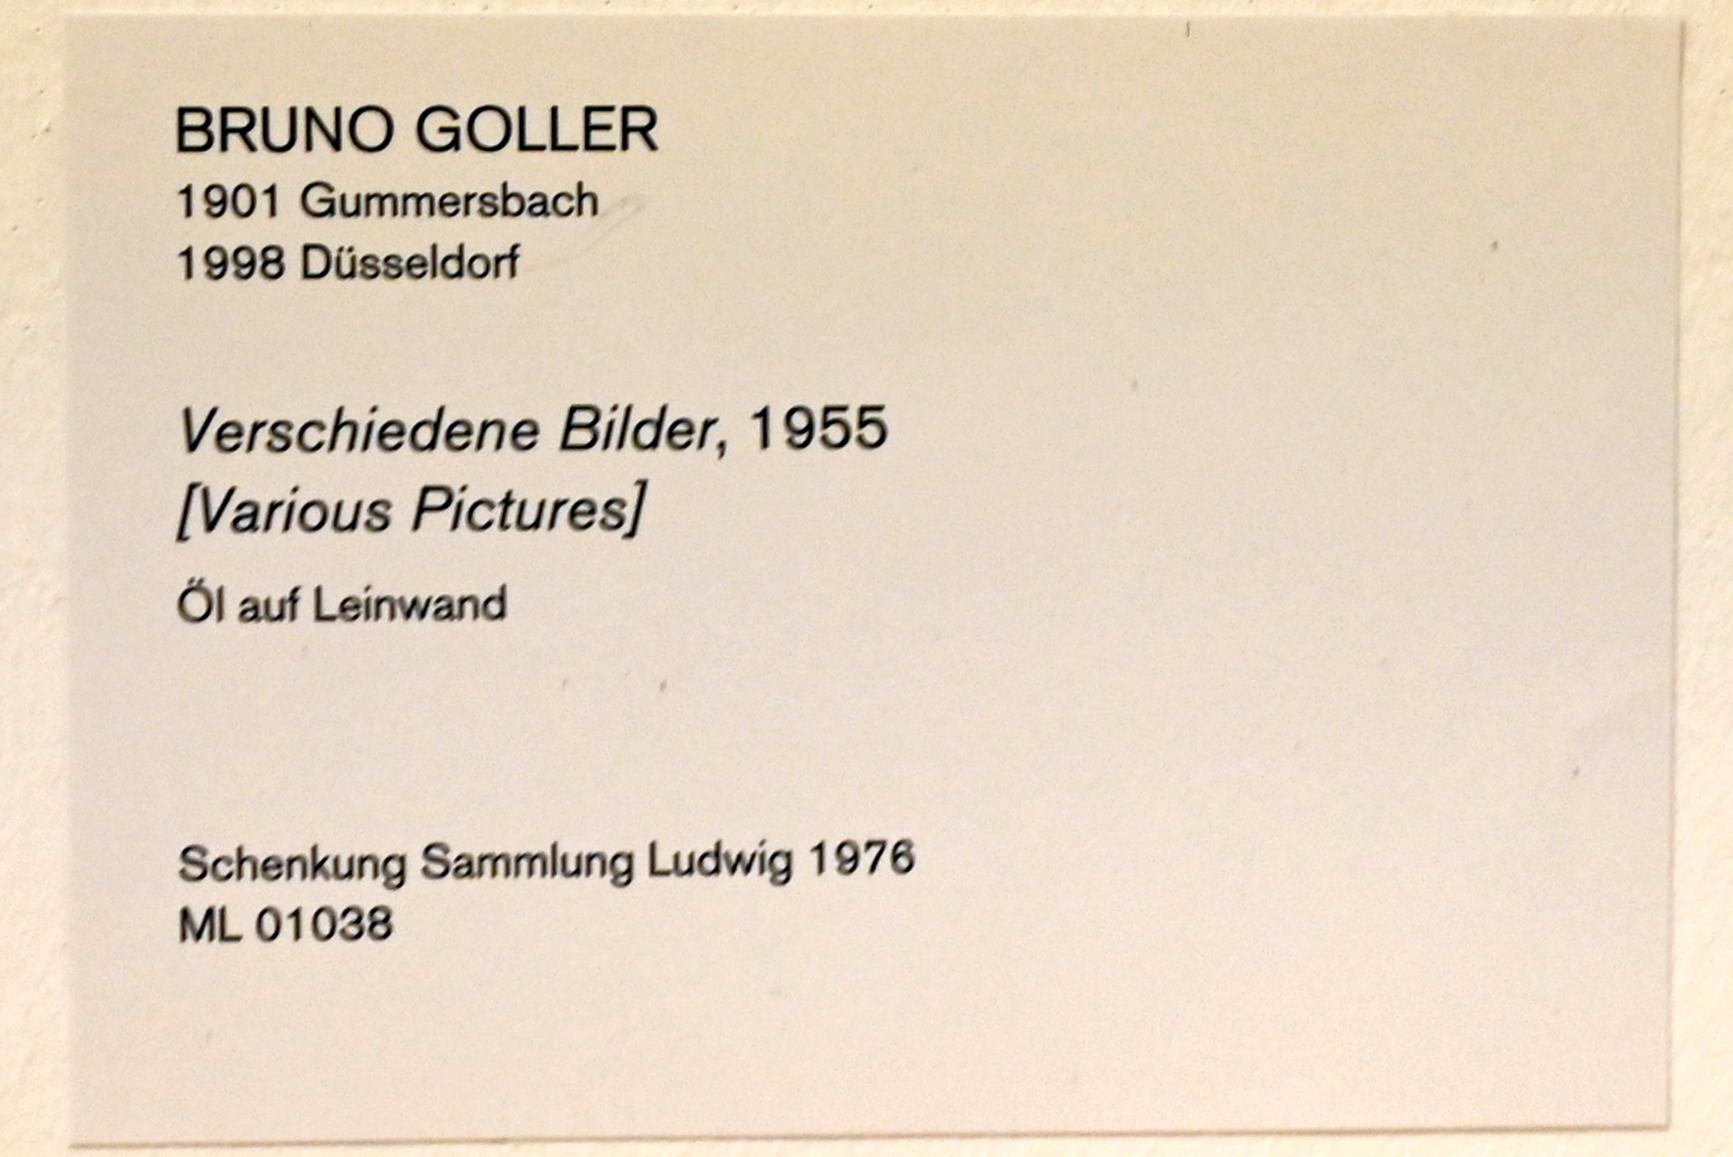 BRUNO GOLLER
1901 Gummersbach
1998 Düsseldorf
Verschiedene Bilder, 1955
[Various Pictures]
Öl auf Leinwand
Schenkung Sammlung Ludwig 1976
ML 01038